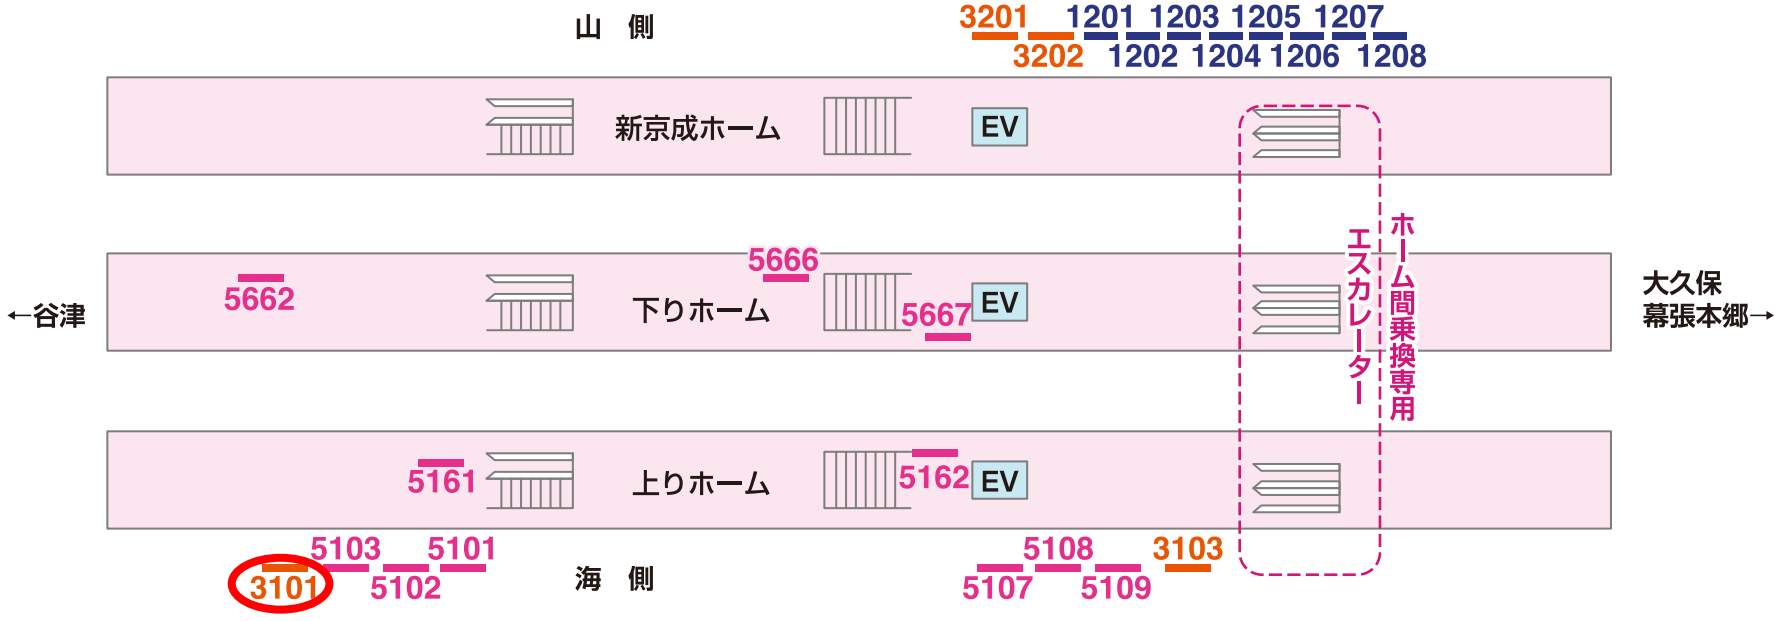 山 側
3201 1201 1203 1205 1207
3202 1202 1204 1206 1208
新京成ホーム
EV
5662
5666
下りホーム
5667
EV
←谷津
大久保
幕張本郷→
ホーム間乗換専用
エスカレーター
5161
上りホーム
5162
EV
5103 5101
3101 5102
海 側
5108 3103
5107 5109